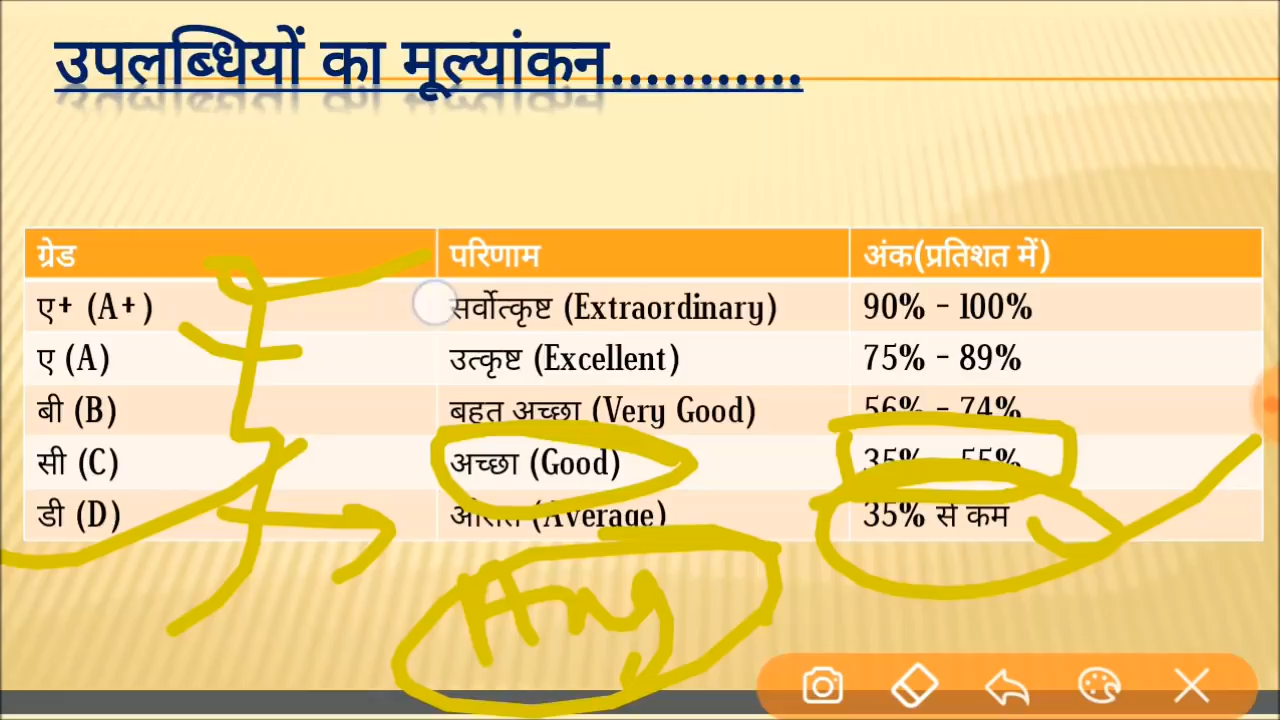 उपलब्धियों का मूल्यांकन...........
ग्रेड परिणाम अंक(प्रतिशत में)
ए+ (A+) सर्वोत्कृष्ट (Extraordinary) 90% - 100%
ए (A) उत्कृष्ट (Excellent) 75% - 89%
बी (B) बहुत अच्छा (Very Good) 56% - 74%
सी (C) अच्छा (Good) 35% - 55%
डी (D) औसत (Average) 35% से कम